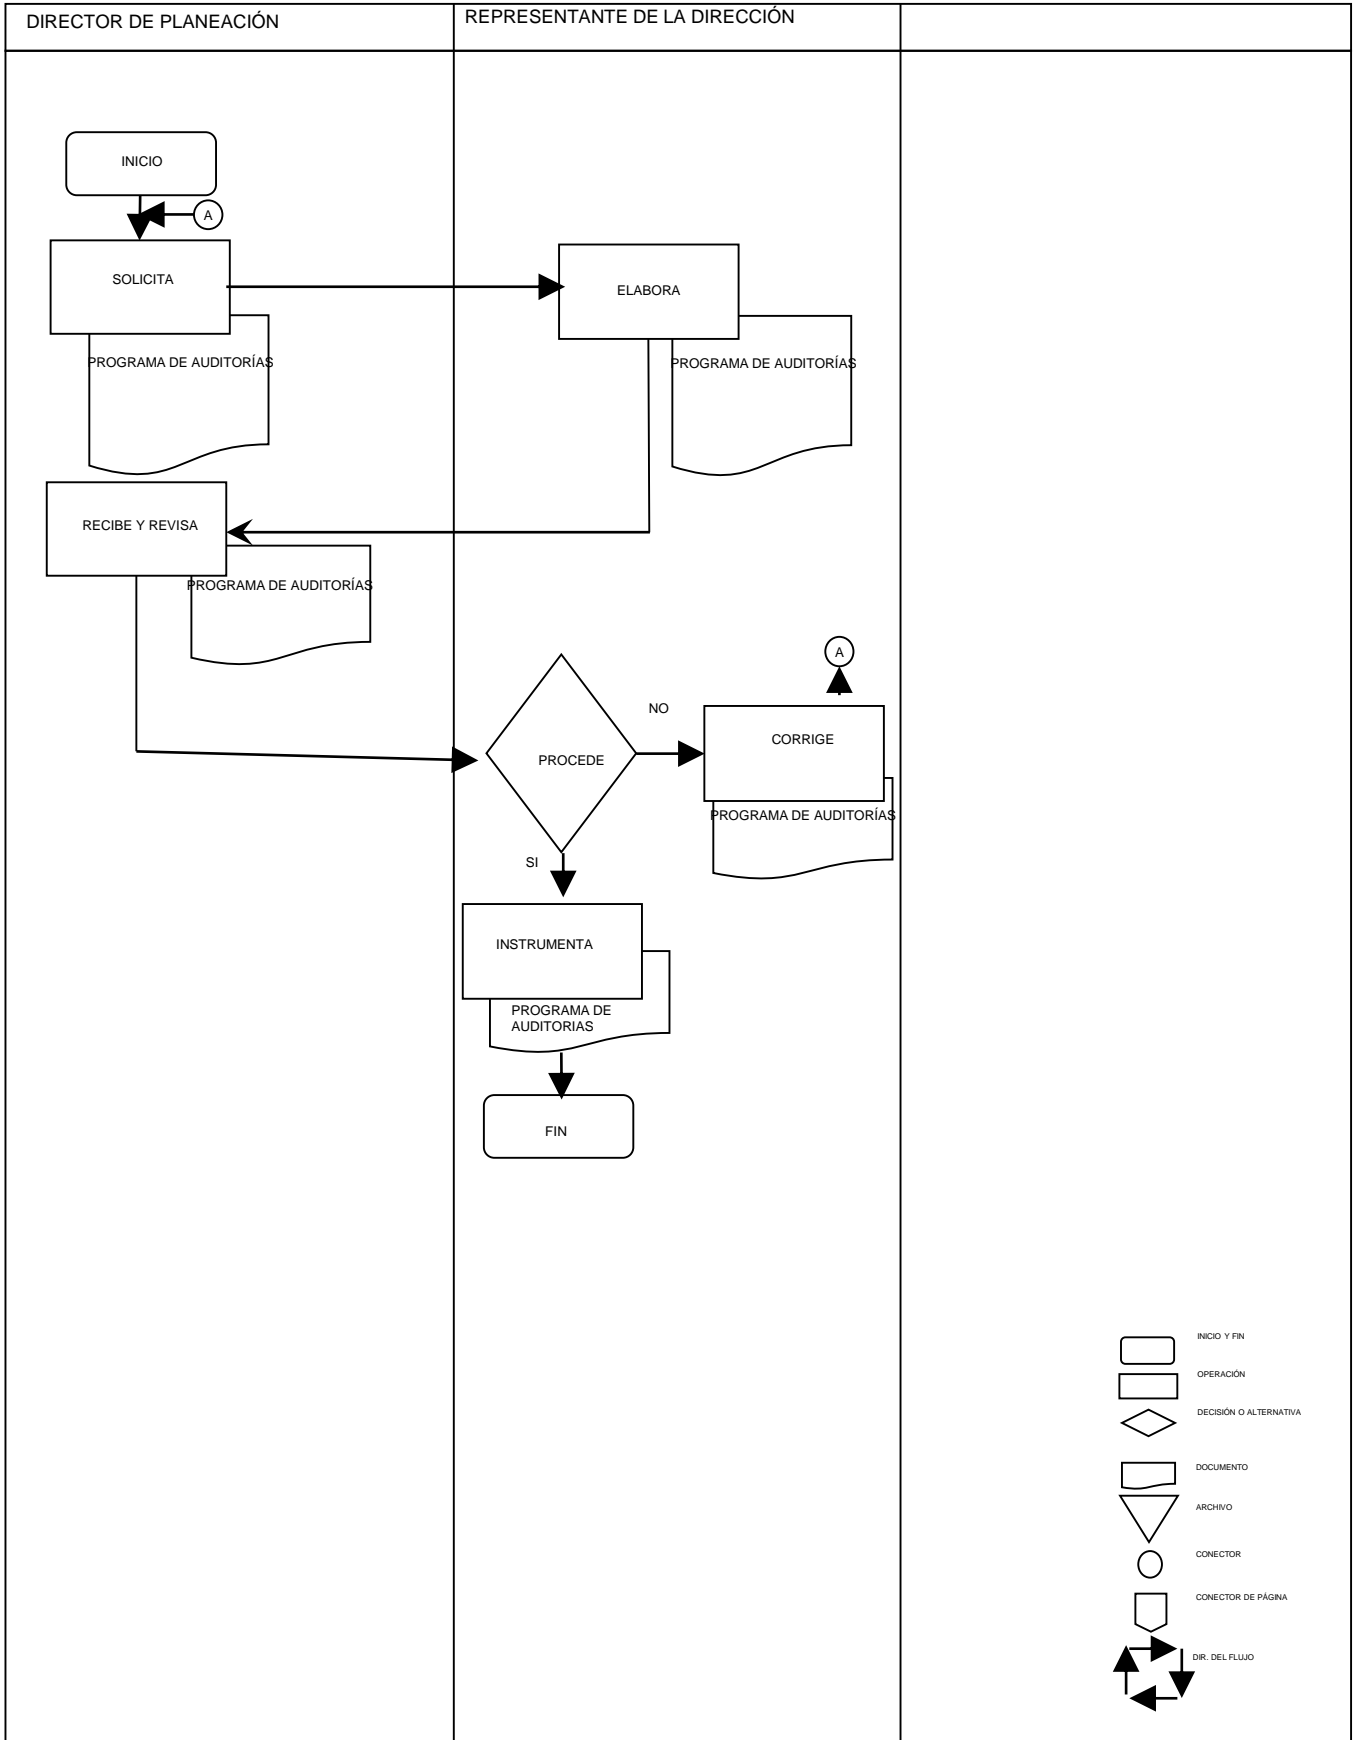 DIRECTOR DE PLANEACIÓN
REPRESENTANTE DE LA DIRECCIÓN
INICIO
A
SOLICITA
PROGRAMA DE AUDITORÍAS
ELABORA
PROGRAMA DE AUDITORÍAS
RECIBE Y REVISA
PROGRAMA DE AUDITORÍAS
PROCEDE
NO
A
CORRIGE
PROGRAMA DE AUDITORÍAS
SI
INSTRUMENTA
PROGRAMA DE
AUDITORIAS
FIN
INICIO Y FIN
OPERACIÓN
DECISIÓN O ALTERNATIVA
DOCUMENTO
ARCHIVO
CONECTOR
CONECTOR DE PÁGINA
DIR. DEL FLUJO